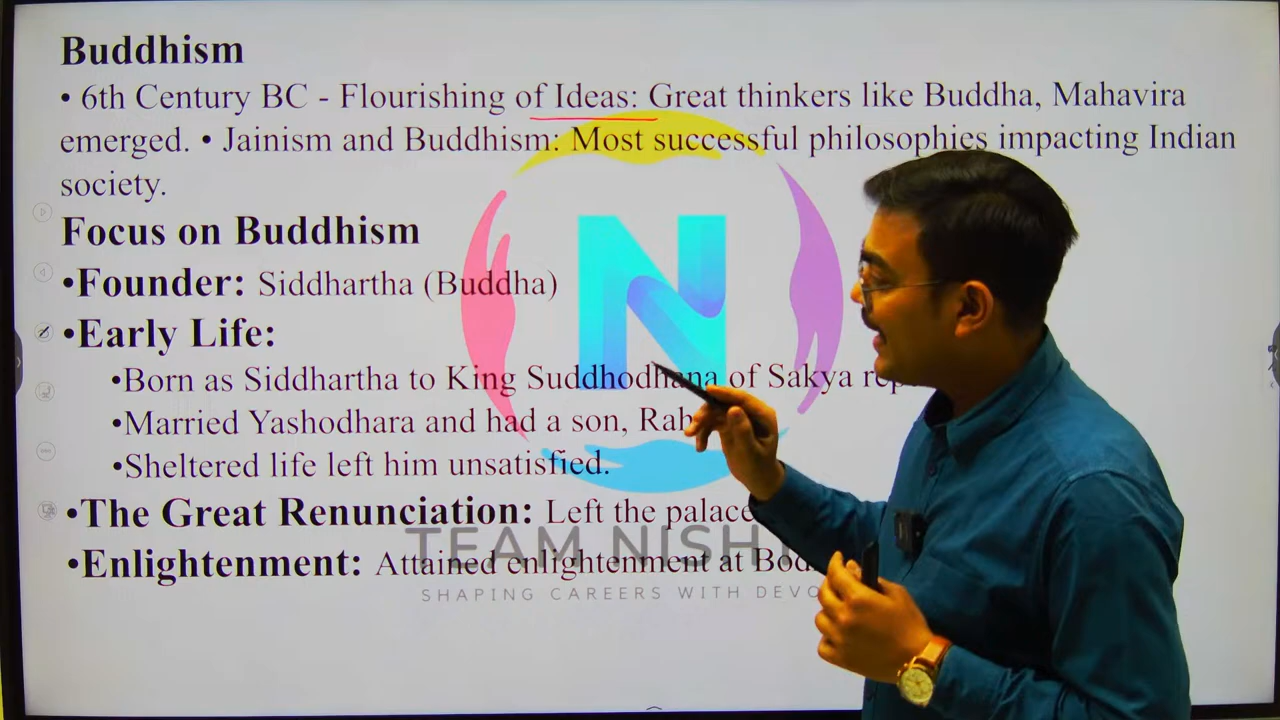 Buddhism
• 6th Century BC - Flourishing of Ideas: Great thinkers like Buddha, Mahavira
emerged. • Jainism and Buddhism: Most successful philosophies impacting Indian
society.
Focus on Buddhism
•Founder: Siddhartha (Buddha)
•Early Life:
•Born as Siddhartha to King Suddhodhana of Sakya
•Married Yashodhara and had a son,
•Sheltered life left him unsatisfied.
•The Great Renunciation: Left the palace
•Enlightenment: Attained enlightenment at
N
TEAM
SHAPING CAREERS WITH